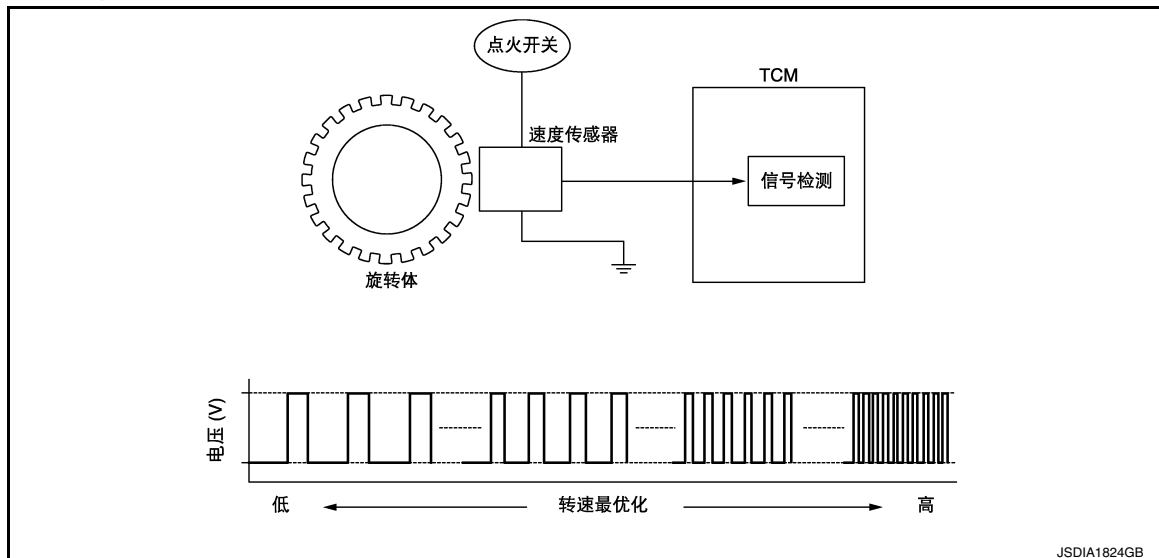 点火开关
TCM
速度传感器
信号检测
旋转体
电压 (V)
低 转速最优化 高
JSDIA1824GB